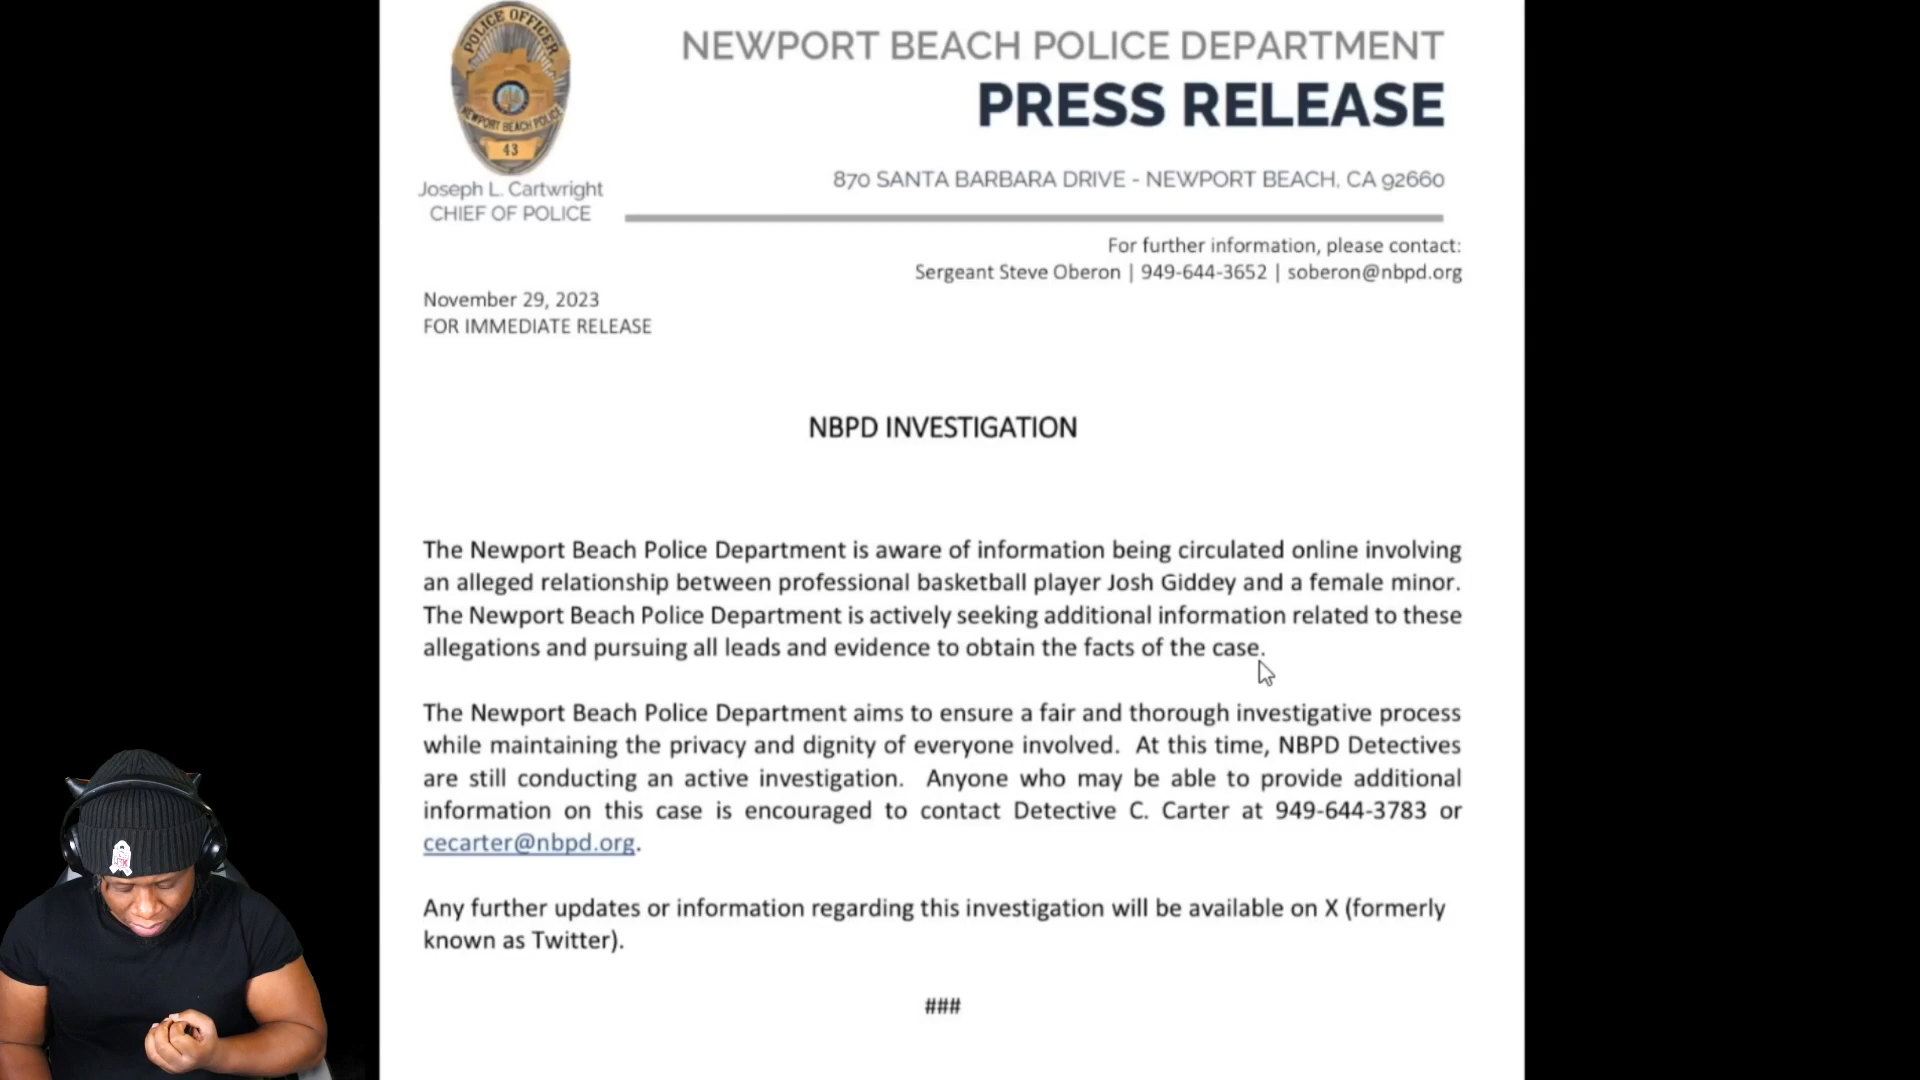 POLICE OFFICER
NEWPORT BEACH POLICE
43
Joseph L. Cartwright
CHIEF OF POLICE
NEWPORT BEACH POLICE DEPARTMENT
PRESS RELEASE
870 SANTA BARBARA DRIVE - NEWPORT BEACH, CA 92660
For further information, please contact:
Sergeant Steve Oberon | 949-644-3652 | soberon@nbpd.org
November 29, 2023
FOR IMMEDIATE RELEASE
NBPD INVESTIGATION
The Newport Beach Police Department is aware of information being circulated online involving
an alleged relationship between professional basketball player Josh Giddey and a female minor.
The Newport Beach Police Department is actively seeking additional information related to these
allegations and pursuing all leads and evidence to obtain the facts of the case.
The Newport Beach Police Department aims to ensure a fair and thorough investigative process
while maintaining the privacy and dignity of everyone involved. At this time, NBPD Detectives
are still conducting an active investigation. Anyone who may be able to provide additional
information on this case is encouraged to contact Detective C. Carter at 949-644-3783 or
cecarter@nbpd.org.
Any further updates or information regarding this investigation will be available on X (formerly
known as Twitter).
###